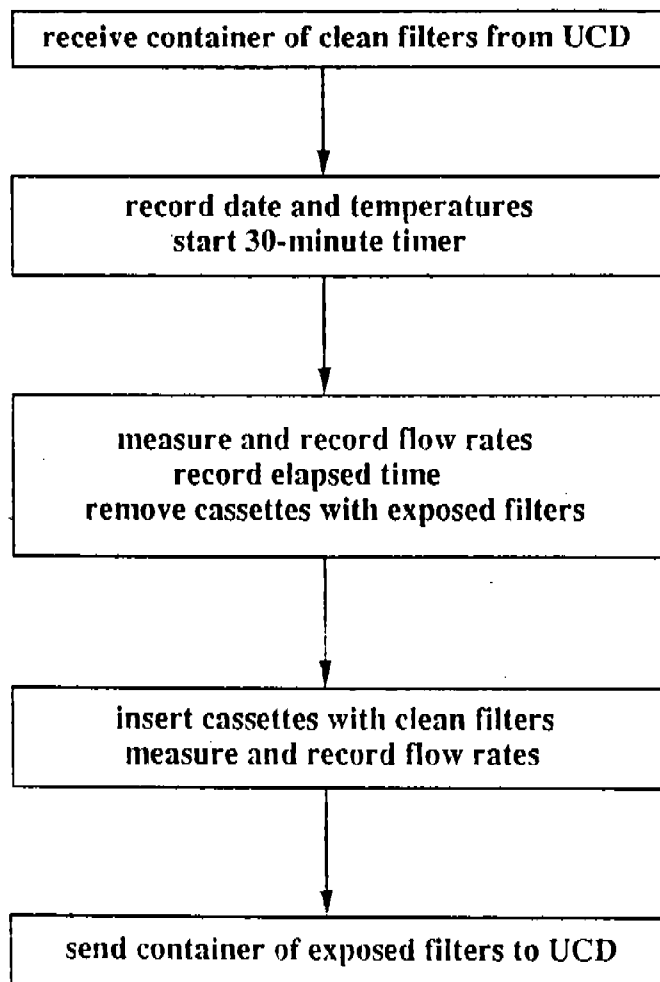 receive container of clean filters from UCD
record date and temperatures
start 30-minute timer
measure and record flow rates
record elapsed time
remove cassettes with exposed filters
insert cassettes with clean filters
measure and record flow rates
send container of exposed filters to UCD